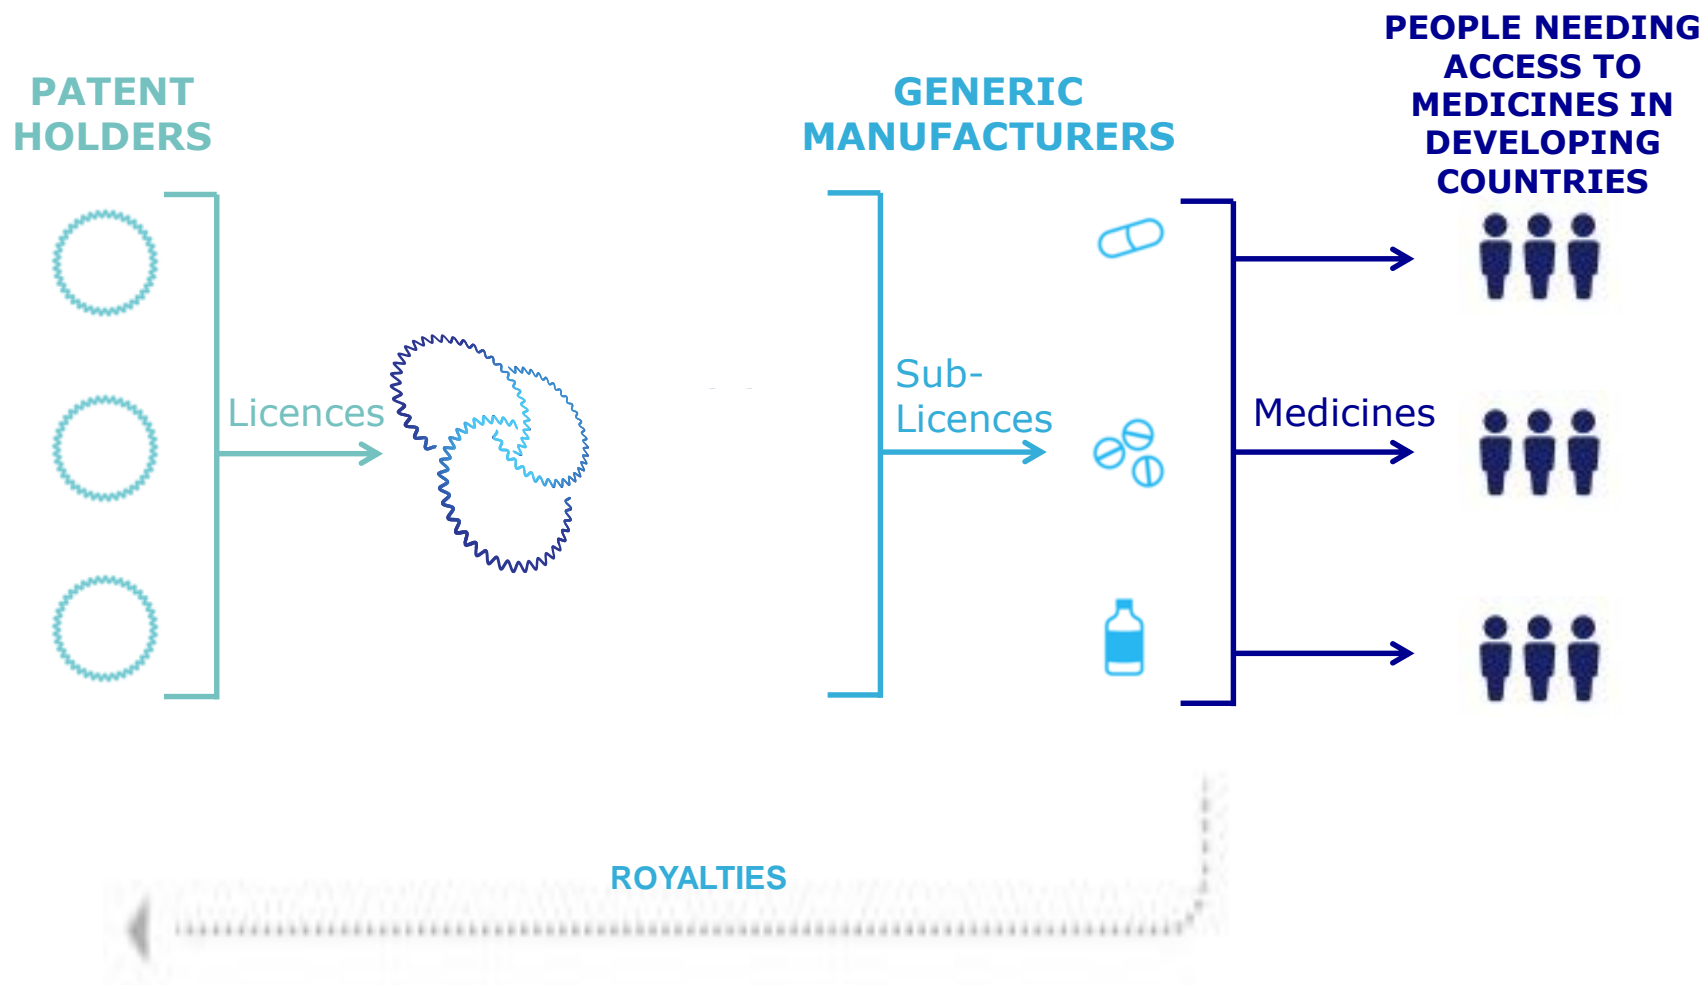 PATENT
HOLDERS
GENERIC
MANUFACTURERS
PEOPLE NEEDING
ACCESS TO
MEDICINES IN
DEVELOPING
COUNTRIES
Licences
Sub-
Licences
Medicines
ROYALTIES